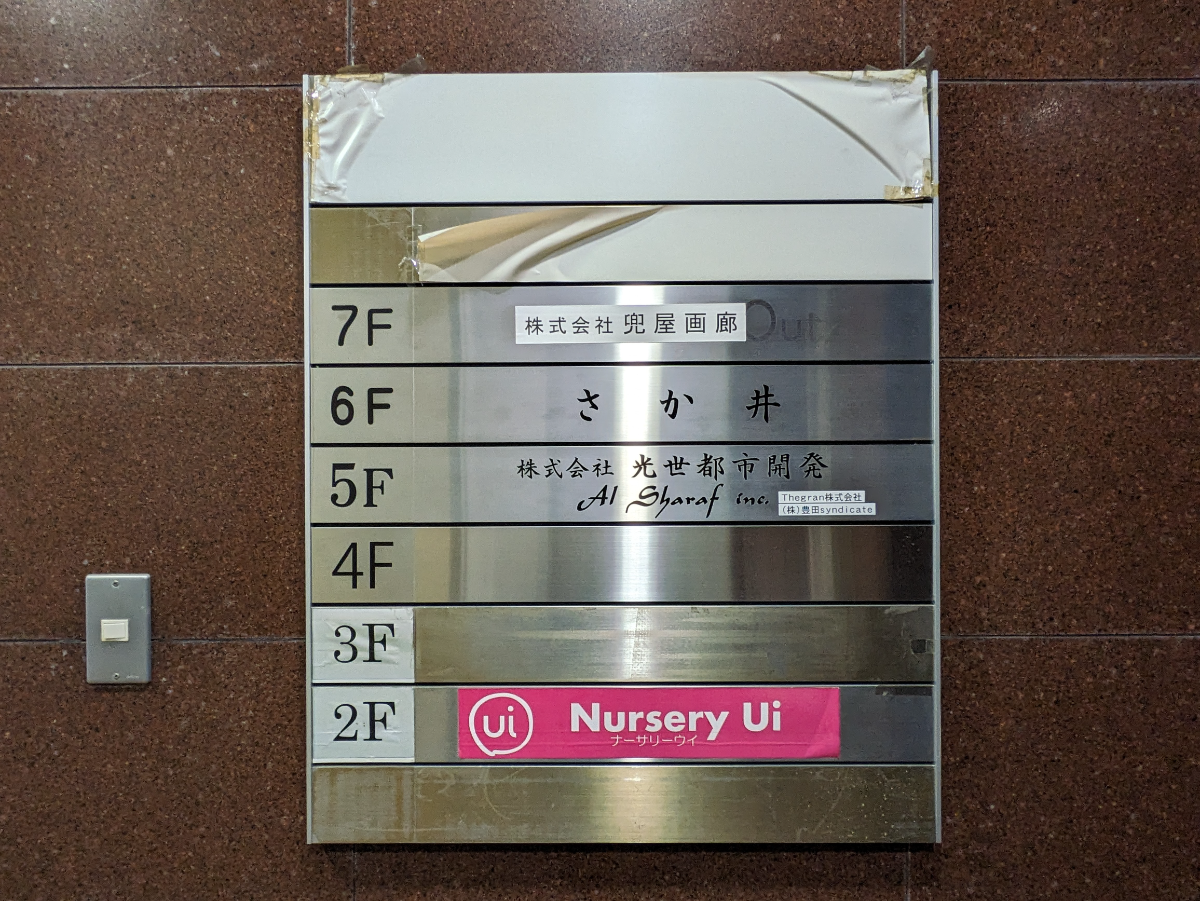 7F 株式会社 兜屋画廊 Out
6F さか井
5F 株式会社 光世都市開発
Al Sharaf inc. Thegran株式会社
(株)豊田syndicate
4F
3F
2F ui Nursery Ui
ナーサリーウイ